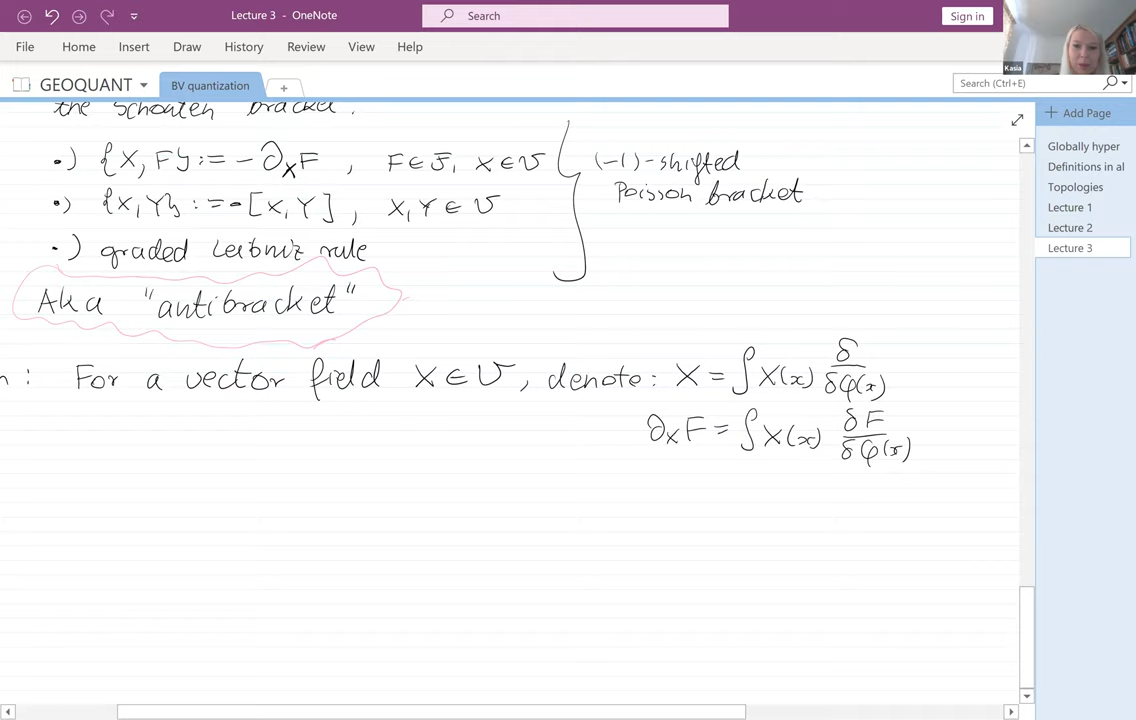 Lecture 3 - OneNote
Search
Sign in
File Home Insert Draw History Review View Help
Kasia
GEOQUANT
BV quantization
Search (Ctrl+E)
Add Page
Globally hyper
Definitions in al
Topologies
Lecture 1
Lecture 2
Lecture 3
the Schouten bracket.
•) {X, F} := - ∂_X F , F ∈ F, X ∈ V
•) {X, Y} := - [X, Y] , X, Y ∈ V
•) graded Leibniz rule
(-1)-shifted
Poisson bracket
Aka "antibracket"
n : For a vector field X ∈ V, denote: X = ∫ X(x) δ/δφ(x)
∂_X F = ∫ X(x) δF/δφ(x)